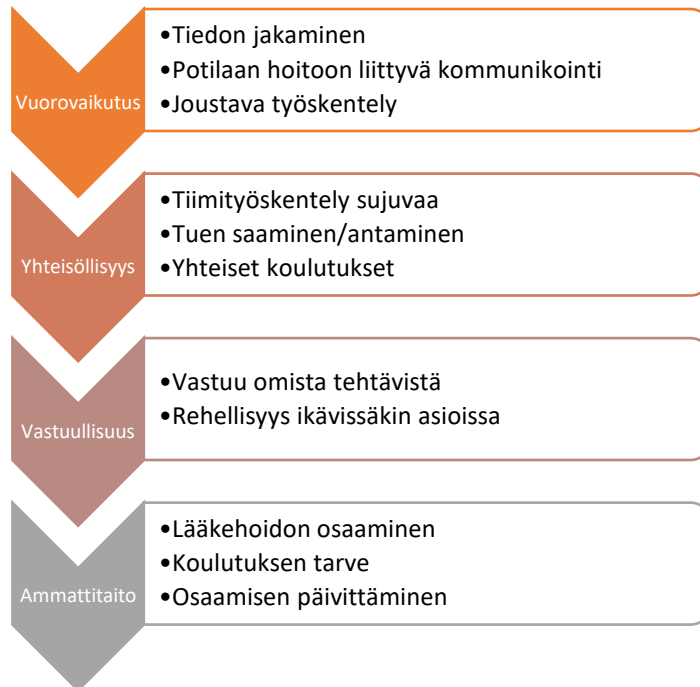 Vuorovaikutus
•Tiedon jakaminen
•Potilaan hoitoon liittyvä kommunikointi
•Joustava työskentely
Yhteisöllisyys
•Tiimityöskentely sujuvaa
•Tuen saaminen/antaminen
•Yhteiset koulutukset
Vastuullisuus
•Vastuu omista tehtävistä
•Rehellisyys ikävissäkin asioissa
Ammattitaito
•Lääkehoidon osaaminen
•Koulutuksen tarve
•Osaamisen päivittäminen